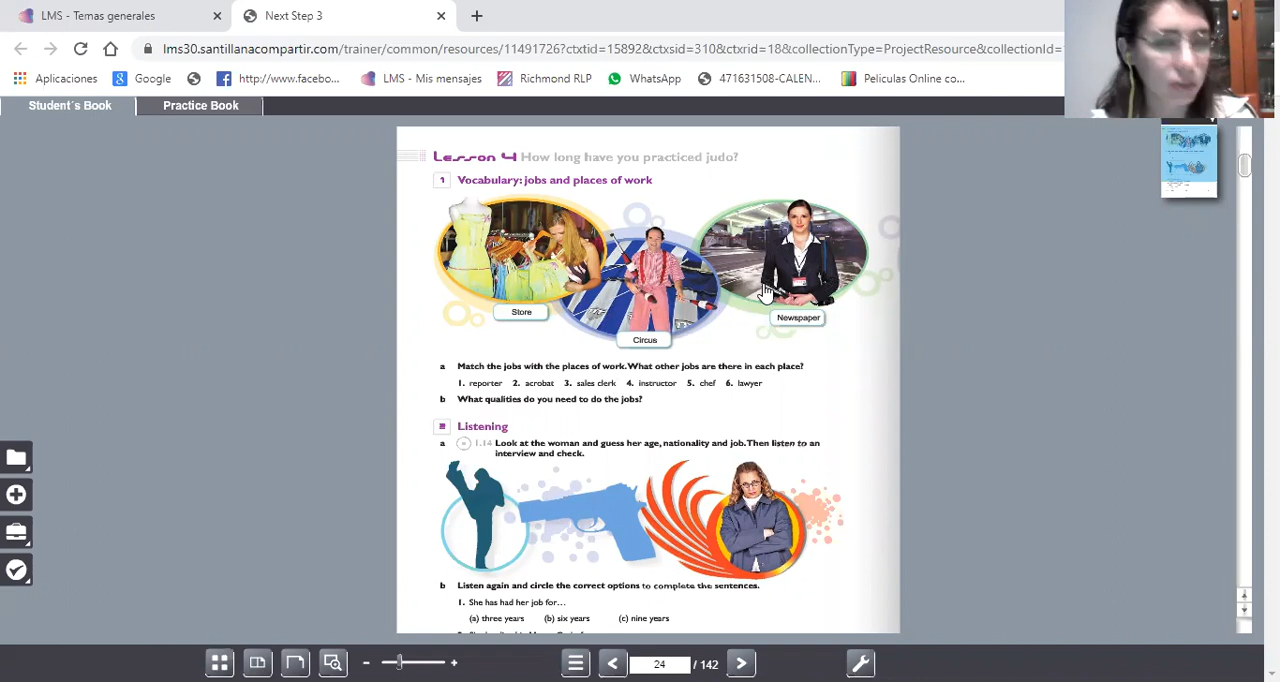 LMS - Temas generales
Next Step 3
lms30.santillanacompartir.com/trainer/common/resources/11491726?ctxtid=15892&ctxsid=310&ctxrid=18&collectionType=ProjectResource&collectionId=
Aplicaciones Google http://www.facebo... LMS - Mis mensajes Richmond RLP WhatsApp 471631508-CALEN... Peliculas Online co...
Student´s Book Practice Book
Lesson 4 How long have you practiced judo?
1 Vocabulary: jobs and places of work
Store
Newspaper
Circus
a Match the jobs with the places of work. What other jobs are there in each place?
1. reporter 2. acrobat 3. sales clerk 4. instructor 5. chef 6. lawyer
b What qualities do you need to do the jobs?
2 Listening
a 1.14 Look at the woman and guess her age, nationality and job. Then listen to an
interview and check.
b Listen again and circle the correct options to complete the sentences.
1. She has had her job for...
(a) three years (b) six years (c) nine years
24 / 142